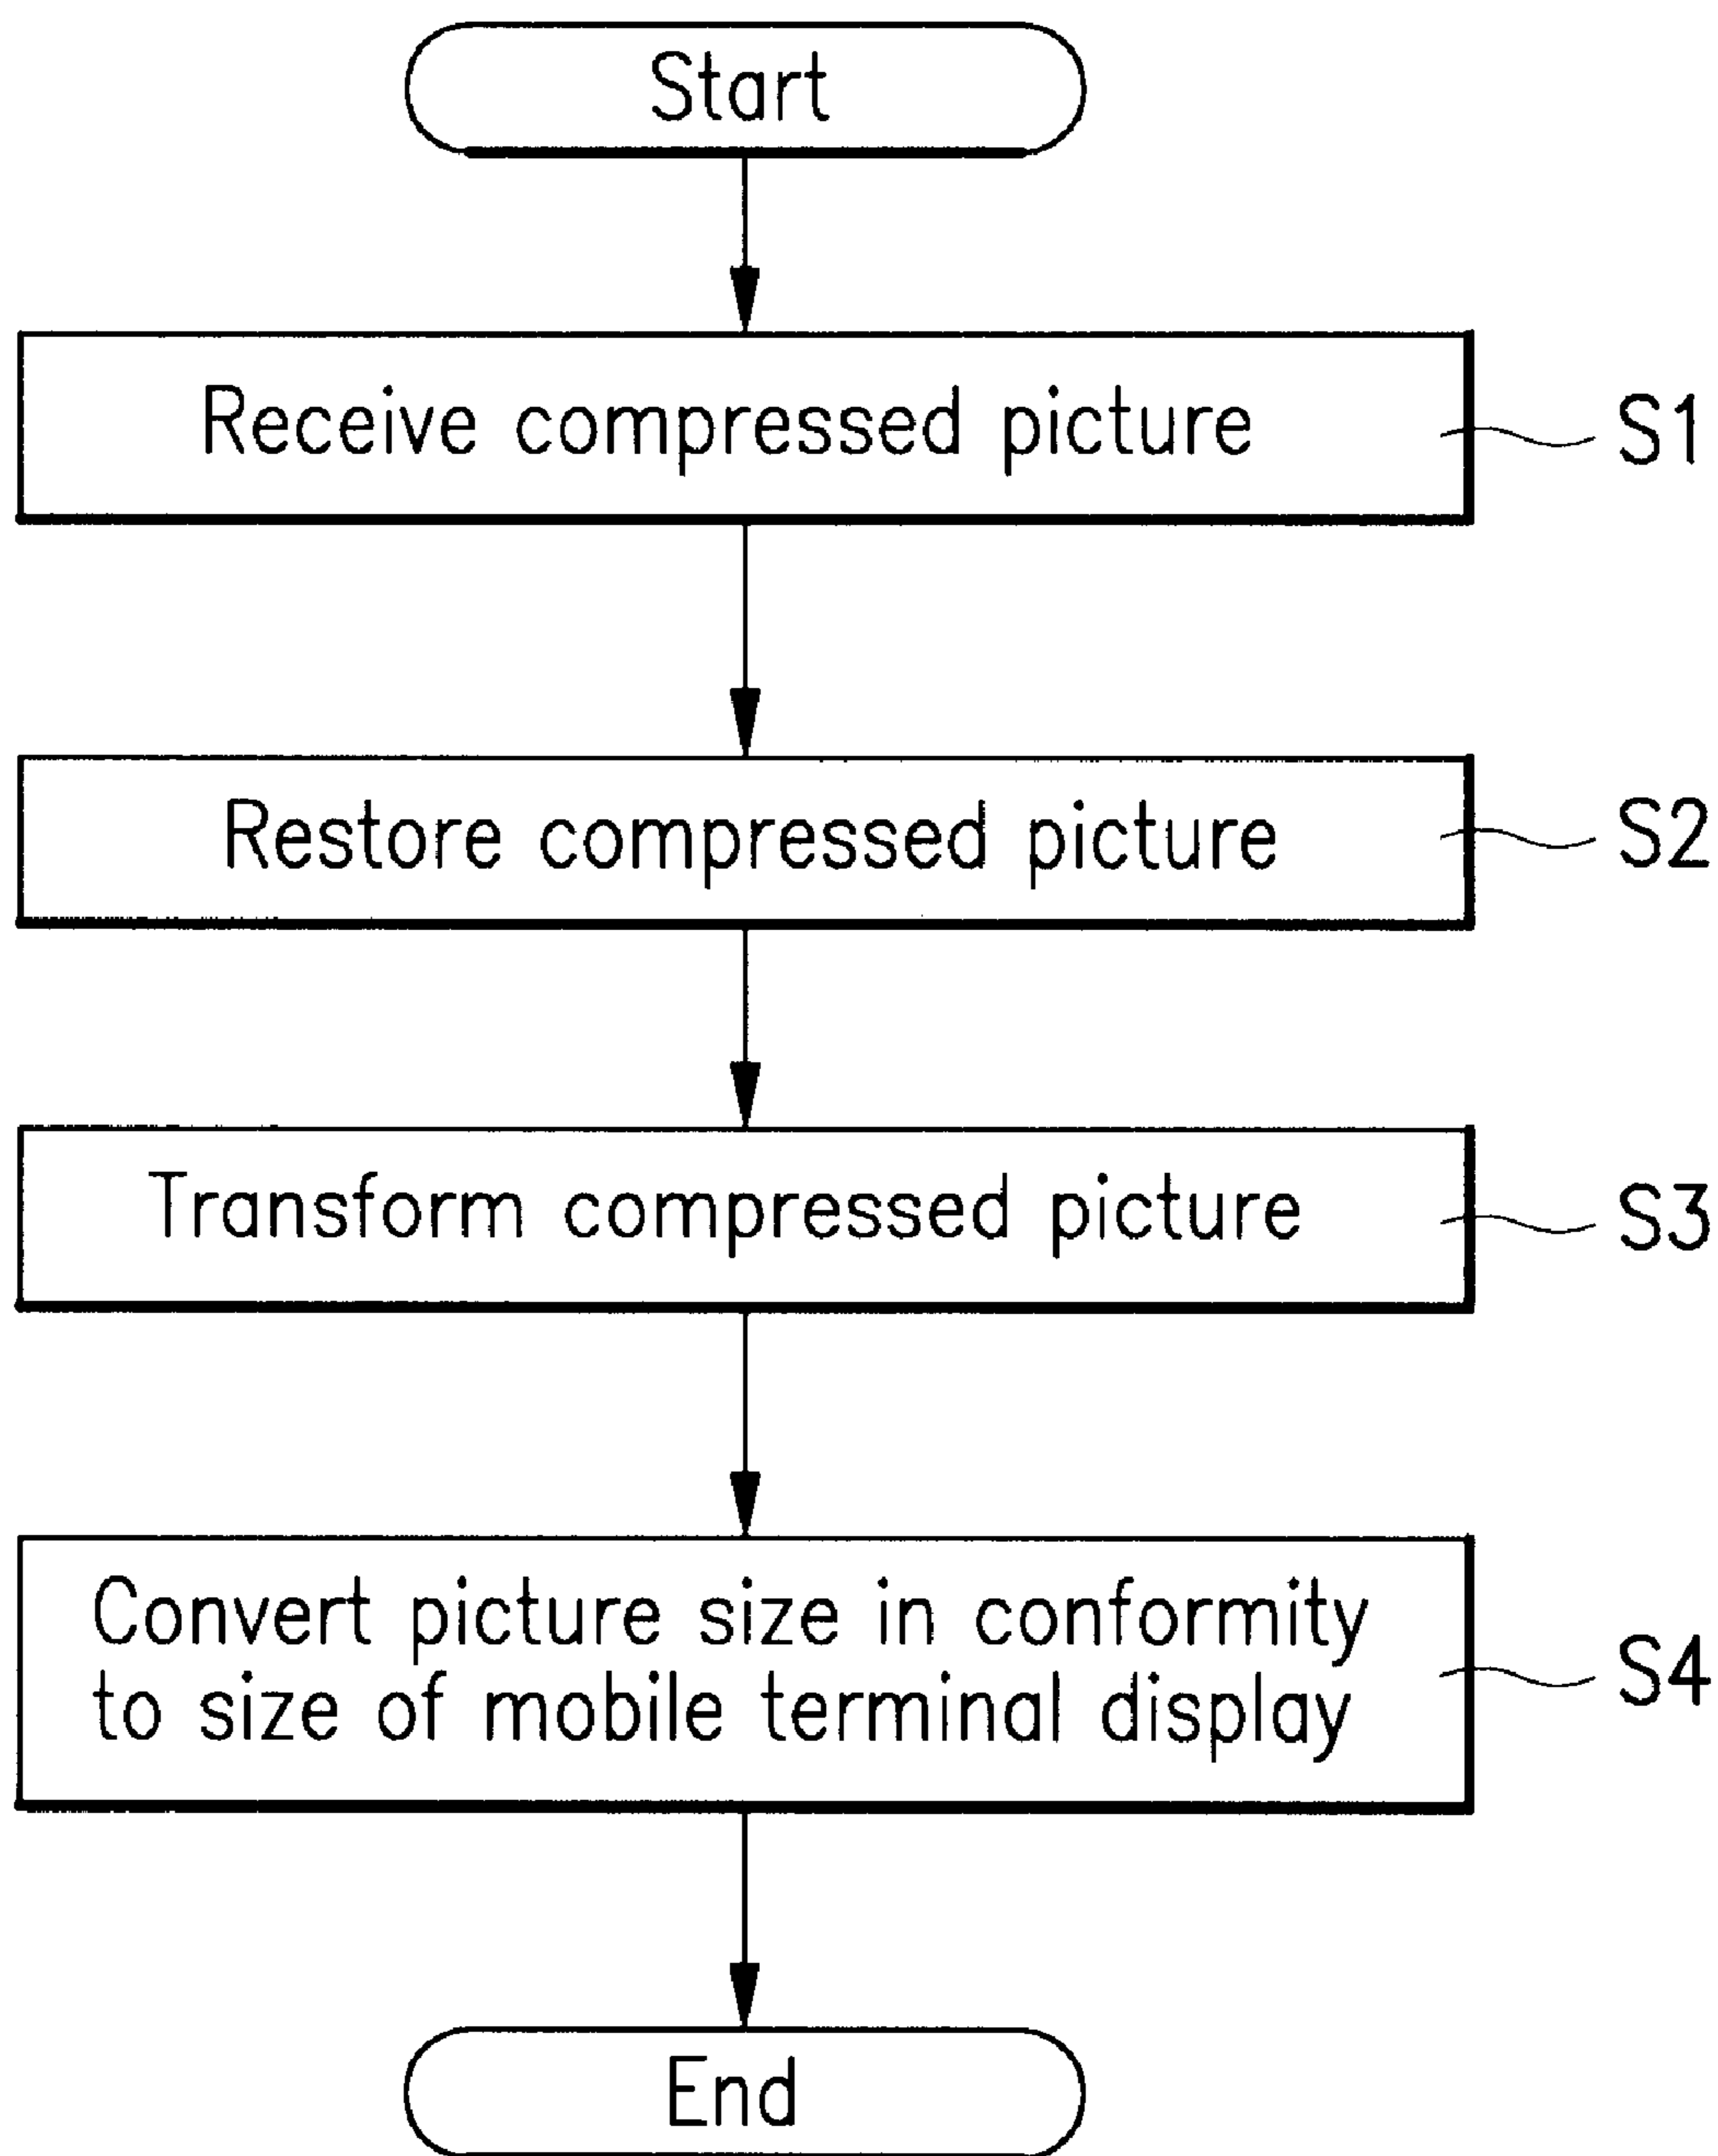 Start
Receive compressed picture
S1
Restore compressed picture
S2
Transform compressed picture
S3
Convert picture size in conformity
to size of mobile terminal display
S4
End